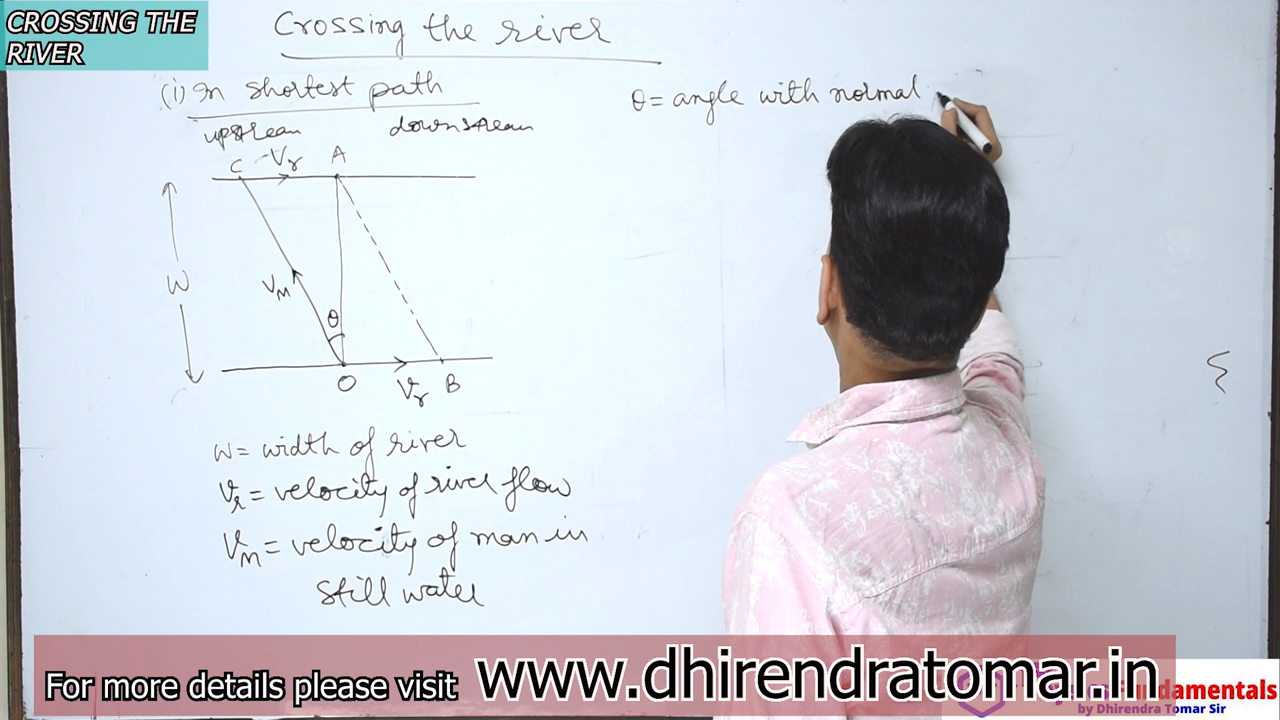 CROSSING THE
RIVER
Crossing the river
(i) In shortest path
θ = angle with normal
upstream
downstream
C
Vr
A
W
VM
θ
O
Vr
B
W = width of river
Vr = velocity of river flow
VM = velocity of man in
still water
For more details please visit www.dhirendratomar.in
Fundamentals
by Dhirendra Tomar Sir